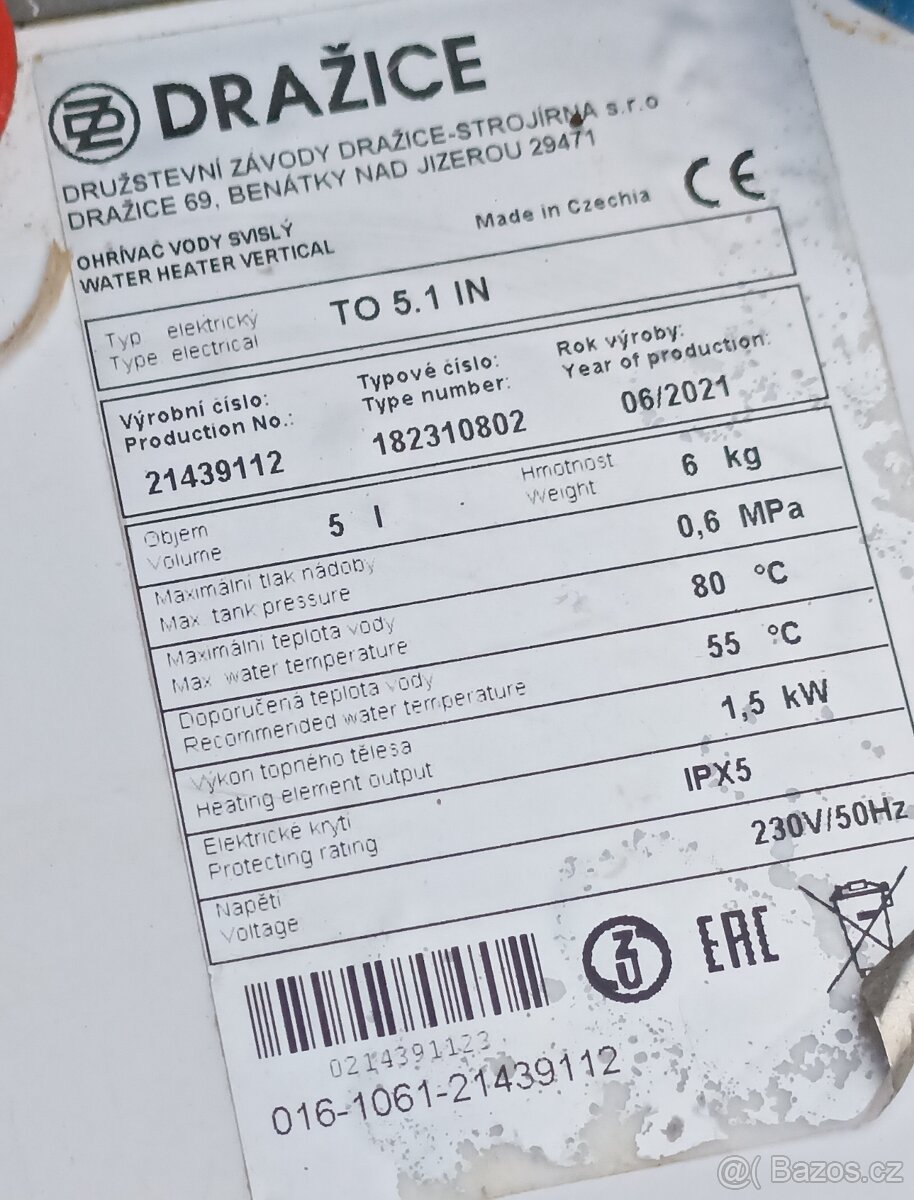 DRAŽICE
DRUŽSTEVNÍ ZÁVODY DRAŽICE-STROJÍRNA s.r.o
DRAŽICE 69, BENÁTKY NAD JIZEROU 29471
OHŘÍVAČ VODY SVISLÝ
WATER HEATER VERTICAL
Made in Czechia
CE
Typ elektrický
Type electrical
TO 5.1 IN
Výrobní číslo:
Production No.:
21439112
Typové číslo:
Type number:
182310802
Rok výroby:
Year of production:
06/2021
Objem
Volume
5 l
Hmotnost
Weight
6 kg
Maximální tlak nádoby
Max tank pressure
0,6 MPa
Maximální teplota vody
Max water temperature
80 °C
Doporučená teplota vody
Recommended water temperature
55 °C
Výkon topného tělesa
Heating element output
1,5 kW
Elektrické krytí
Protecting rating
IPX5
Napětí
Voltage
230V/50Hz
EAC
0214391123
016-1061-21439112
@( Bazos.cz